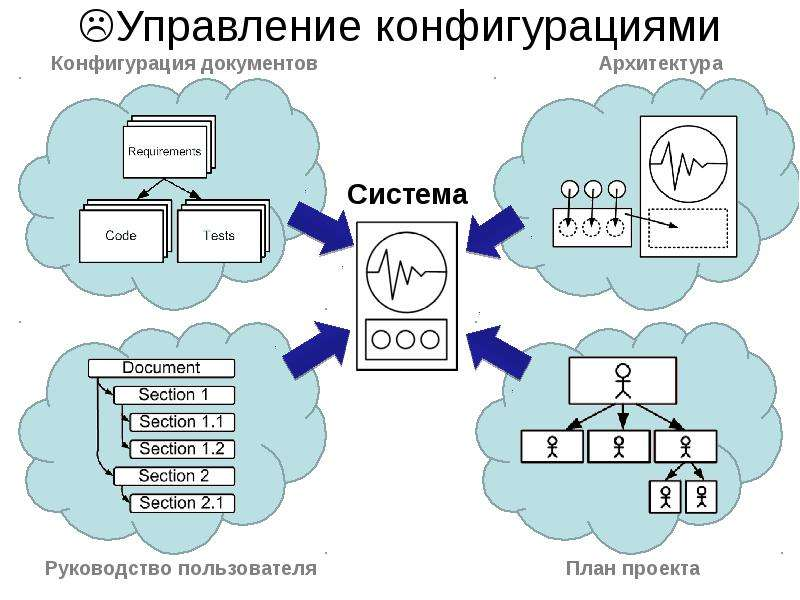 ☹Управление конфигурациями
Конфигурация документов
Архитектура
Requirements
Code
Tests
Система
Document
Section 1
Section 1.1
Section 1.2
Section 2
Section 2.1
Руководство пользователя
План проекта